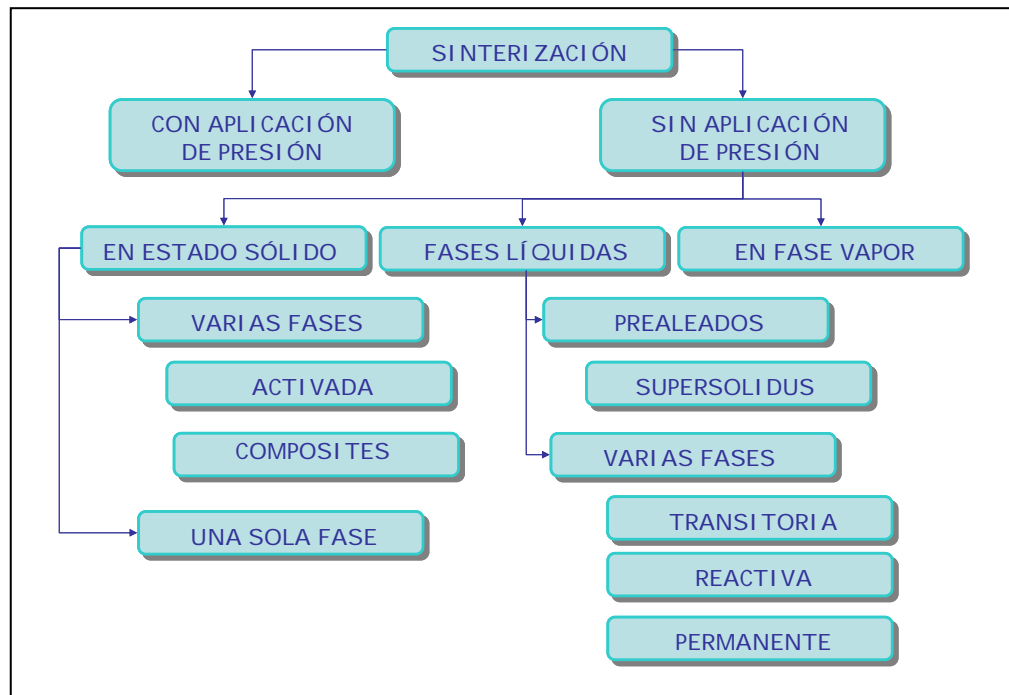 SINTERIZACIÓN
CON APLICACIÓN
DE PRESIÓN
SIN APLICACIÓN
DE PRESIÓN
EN ESTADO SÓLIDO
FASES LÍQUIDAS
EN FASE VAPOR
VARIAS FASES
ACTIVADA
COMPOSITES
UNA SOLA FASE
PREALEADOS
SUPERSOLIDUS
VARIAS FASES
TRANSITORIA
REACTIVA
PERMANENTE